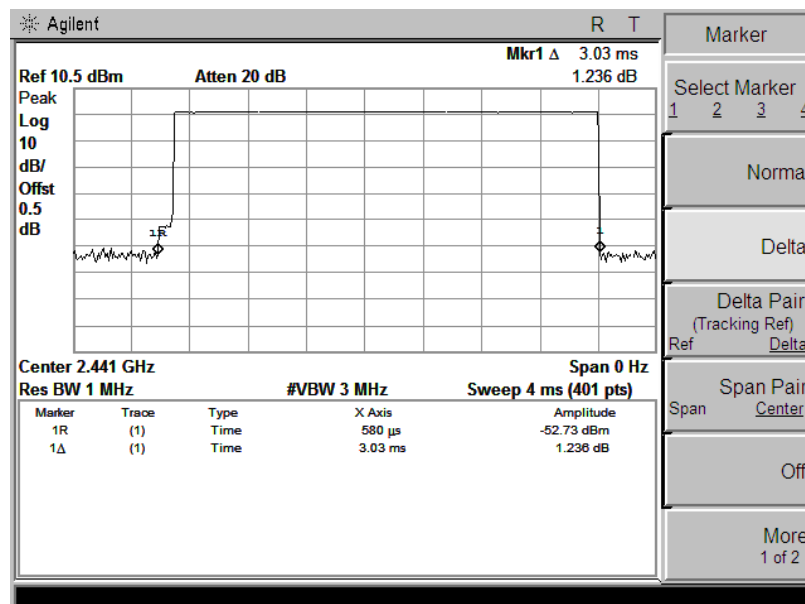 Agilent R T
Mkr1 Δ 3.03 ms
Ref 10.5 dBm Atten 20 dB 1.236 dB
Peak
Log
10
dB/
Offst
0.5
dB
1R
1
Center 2.441 GHz Span 0 Hz
Res BW 1 MHz #VBW 3 MHz Sweep 4 ms (401 pts)
Marker Trace Type X Axis Amplitude
1R (1) Time 580 µs -52.73 dBm
1Δ (1) Time 3.03 ms 1.236 dB
Marker
Select Marker
1 2 3 4
Norma
Delta
Delta Pair
(Tracking Ref)
Ref Delta
Span Pair
Span Center
Off
More
1 of 2